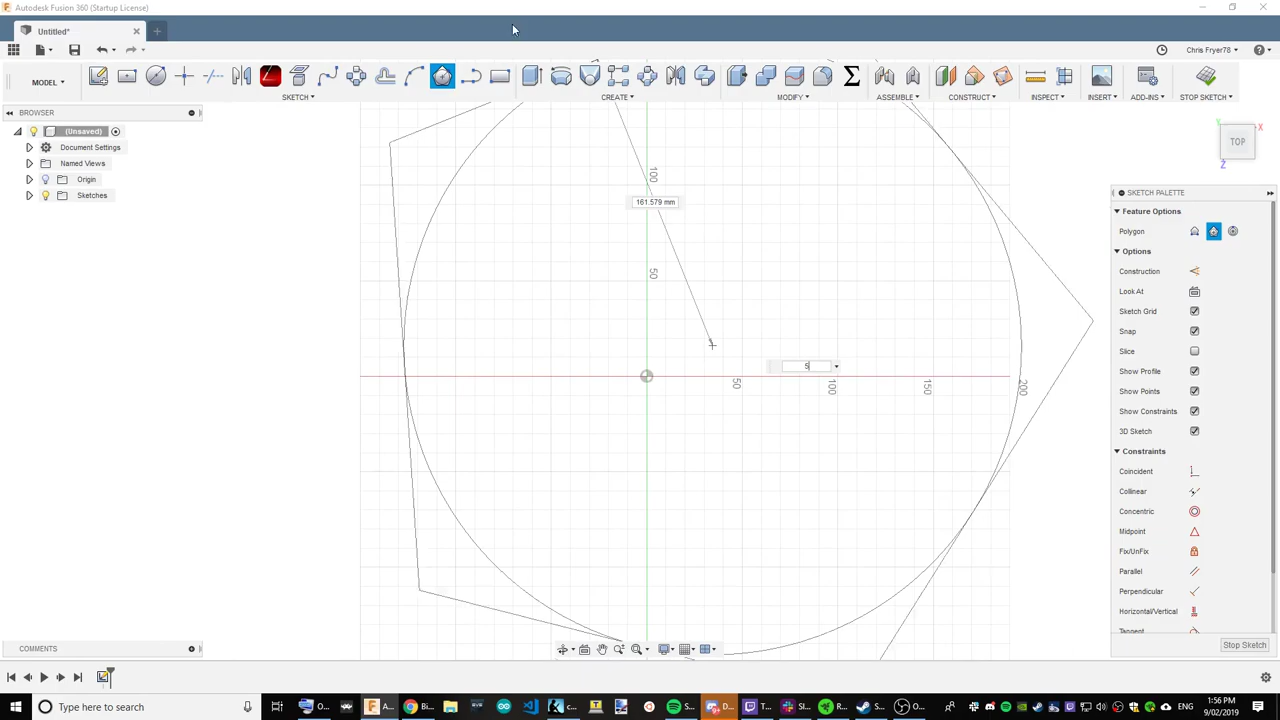 Autodesk Fusion 360 (Startup License)
Untitled*
Chris Fryer78
MODEL
SKETCH
CREATE
MODIFY
ASSEMBLE
CONSTRUCT
INSPECT
INSERT
ADD-INS
STOP SKETCH
BROWSER
(Unsaved)
Document Settings
Named Views
Origin
Sketches
TOP
X
Y
Z
100
161.579 mm
50
5
50
100
150
200
SKETCH PALETTE
Feature Options
Polygon
Options
Construction
Look At
Sketch Grid
Snap
Slice
Show Profile
Show Points
Show Constraints
3D Sketch
Constraints
Coincident
Collinear
Concentric
Midpoint
Fix/UnFix
Parallel
Perpendicular
Horizontal/Vertical
Tangent
Stop Sketch
COMMENTS
Type here to search
O...
A...
Bi...
C...
S...
D...
T...
S...
R...
S...
O...
ENG
1:56 PM
9/02/2019